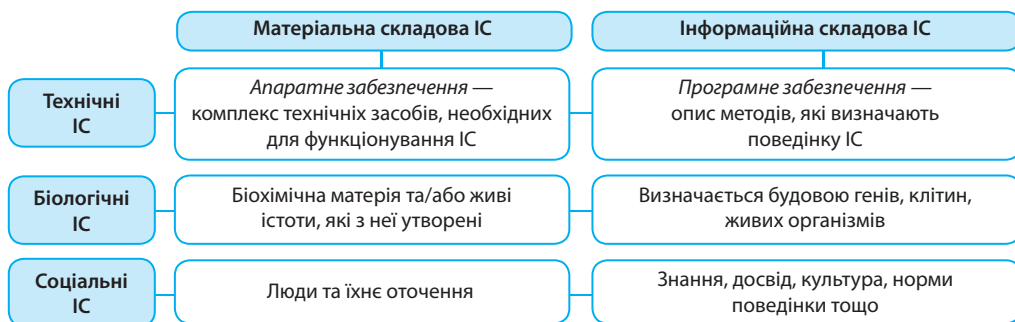 Матеріальна складова ІС
Інформаційна складова ІС
Технічні
ІС
Апаратне забезпечення —
комплекс технічних засобів, необхідних
для функціонування ІС
Програмне забезпечення —
опис методів, які визначають
поведінку ІС
Біологічні
ІС
Біохімічна матерія та/або живі
істоти, які з неї утворені
Визначається будовою генів, клітин,
живих організмів
Соціальні
ІС
Люди та їхнє оточення
Знання, досвід, культура, норми
поведінки тощо